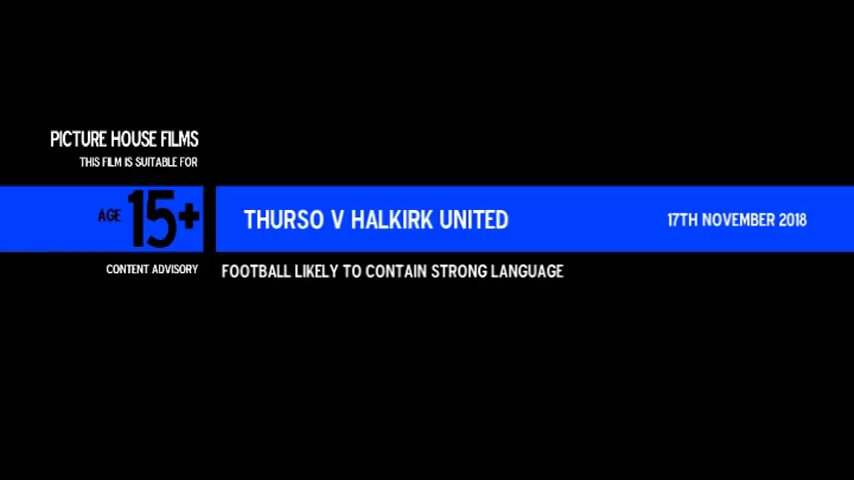 PICTURE HOUSE FILMS
THIS FILM IS SUITABLE FOR
AGE 15+
THURSO V HALKIRK UNITED
17TH NOVEMBER 2018
CONTENT ADVISORY
FOOTBALL LIKELY TO CONTAIN STRONG LANGUAGE